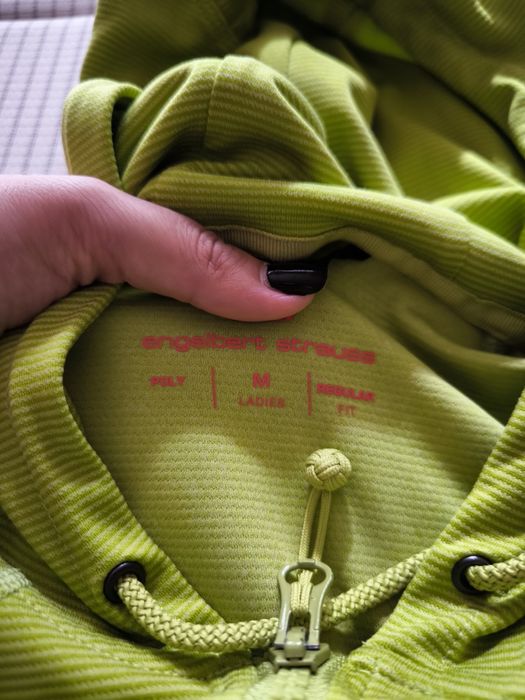 engelbert strauss
POLY | M | REGULAR
LADIES FIT